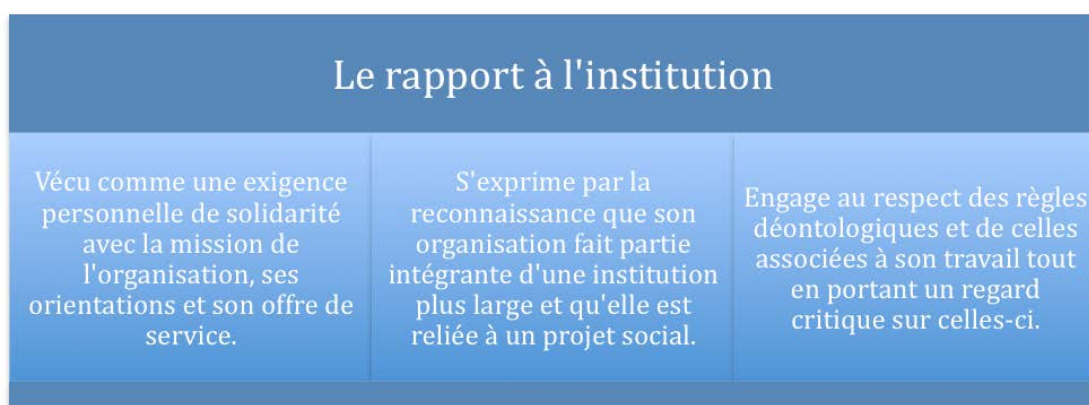 Le rapport à l'institution
Vécu comme une exigence
personnelle de solidarité
avec la mission de
l'organisation, ses
orientations et son offre de
service.
S'exprime par la
reconnaissance que son
organisation fait partie
intégrante d'une institution
plus large et qu'elle est
reliée à un projet social.
Engage au respect des règles
déontologiques et de celles
associées à son travail tout
en portant un regard
critique sur celles-ci.